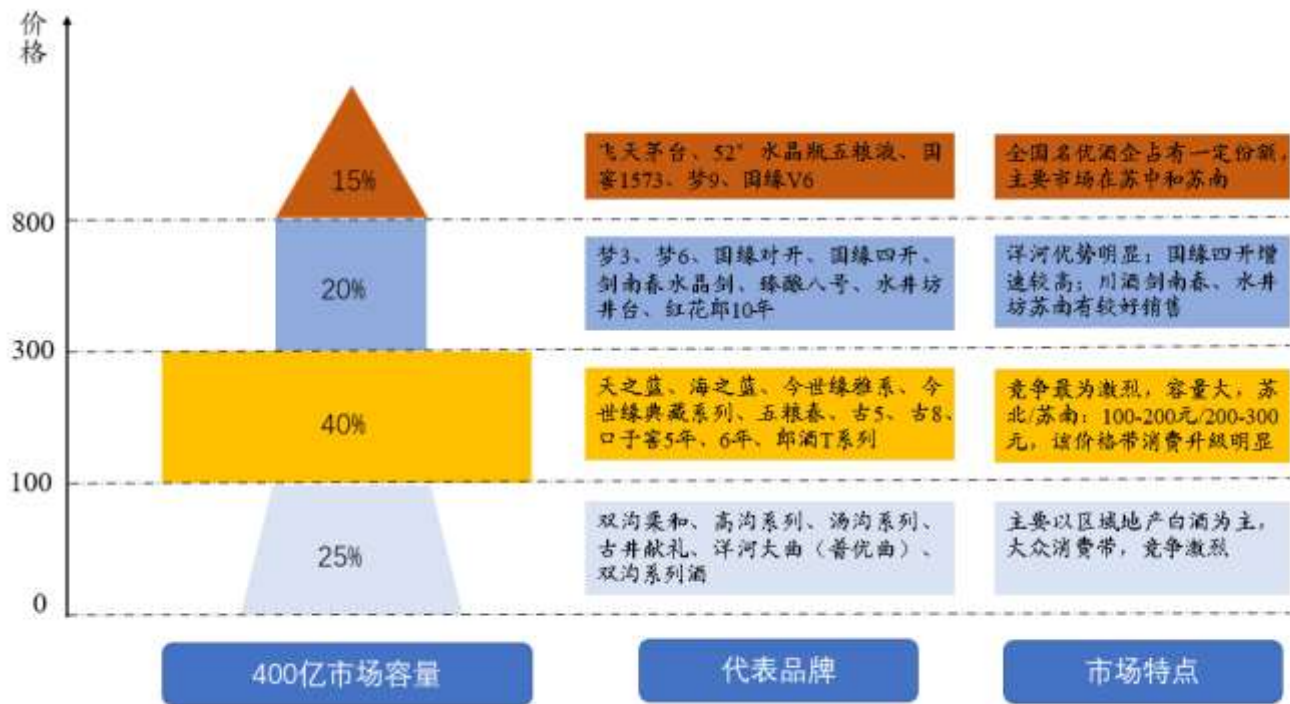 价
格
15%
飞天茅台、52°水晶瓶五粮液、国
窖1573、梦9、国缘V6
全国名优酒企占有一定份额，
主要市场在苏中和苏南
800
20%
梦3、梦6、国缘对开、国缘四开、
剑南春水晶剑、臻酿八号、水井坊
井台、红花郎10年
洋河优势明显；国缘四开增
速较高；川酒剑南春、水井
坊苏南有较好销售
300
40%
天之蓝、海之蓝、今世缘雅系、今
世缘典藏系列、五粮春、古5、古8、
口子窖5年、6年、郎酒T系列
竞争最为激烈，容量大，苏
北/苏南：100-200元/200-300
元，该价格带消费升级明显
100
25%
双沟柔和、高沟系列、汤沟系列、
古井献礼、洋河大曲（普优曲）、
双沟系列酒
主要以区域地产白酒为主，
大众消费带，竞争激烈
0
400亿市场容量
代表品牌
市场特点